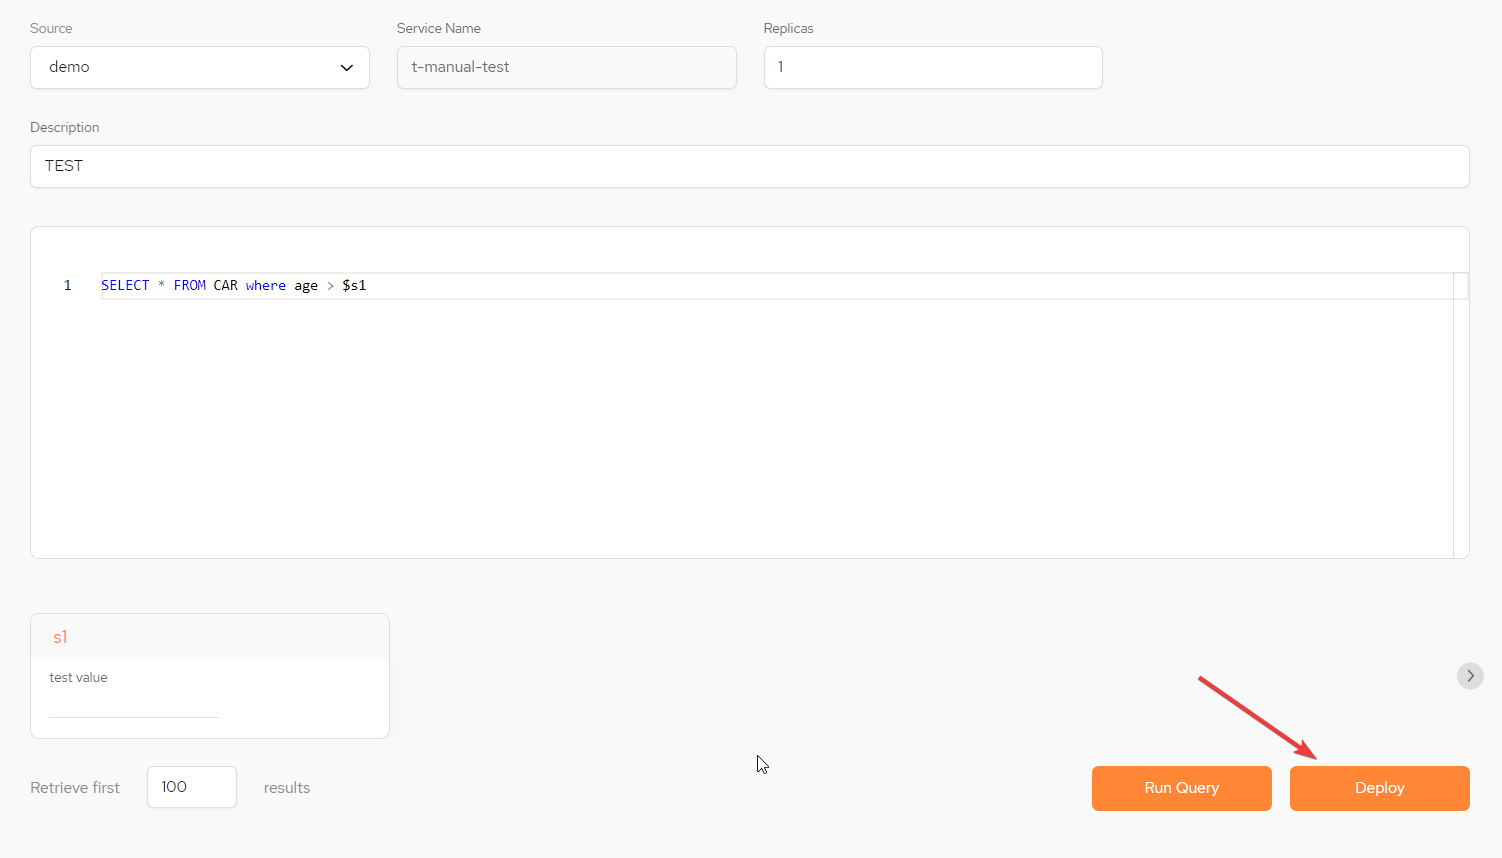 Source
Service Name
Replicas
demo
t-manual-test
1
Description
TEST
1 SELECT * FROM CAR where age > $s1
s1
test value
Retrieve first 100 results
Run Query
Deploy